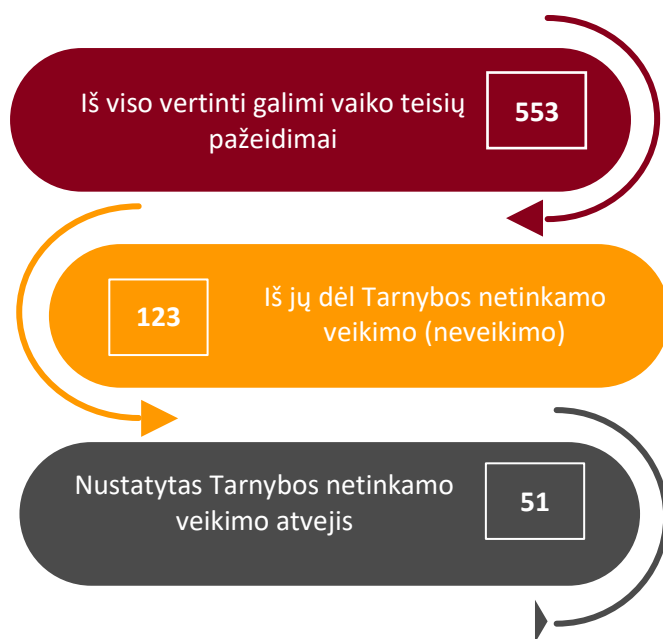 Iš viso vertinti galimi vaiko teisių
pažeidimai
553
123
Iš jų dėl Tarnybos netinkamo
veikimo (neveikimo)
Nustatytas Tarnybos netinkamo
veikimo atvejis
51